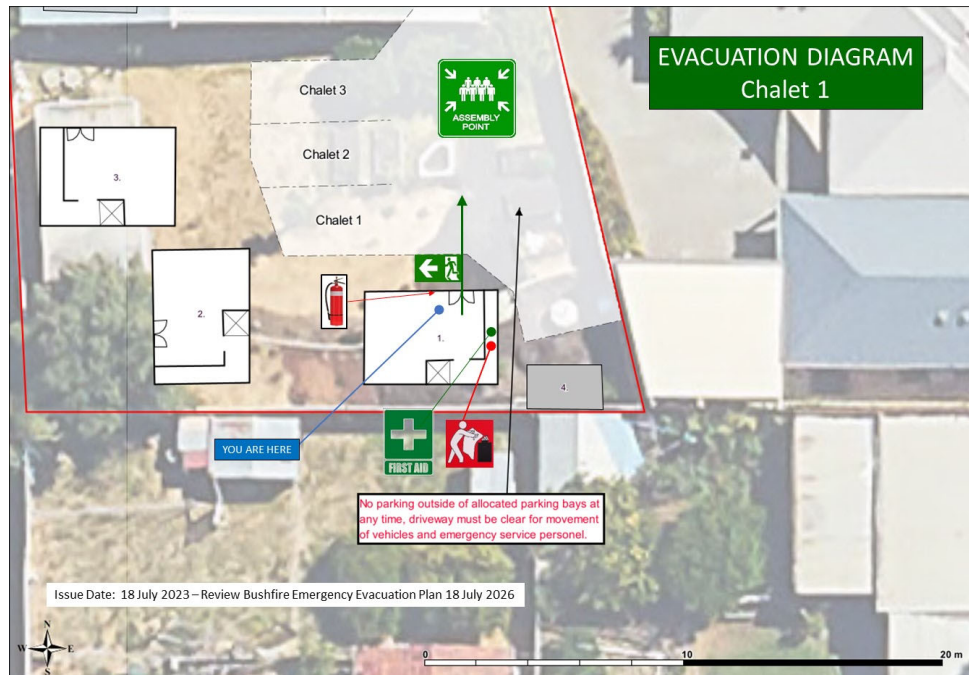 EVACUATION DIAGRAM
Chalet 1
Chalet 3
ASSEMBLY
POINT
Chalet 2
3.
Chalet 1
2.
1.
4.
YOU ARE HERE
FIRST AID
No parking outside of allocated parking bays at
any time, driveway must be clear for movement
of vehicles and emergency service personel.
Issue Date: 18 July 2023 – Review Bushfire Emergency Evacuation Plan 18 July 2026
N
W E
S
0 10 20 m